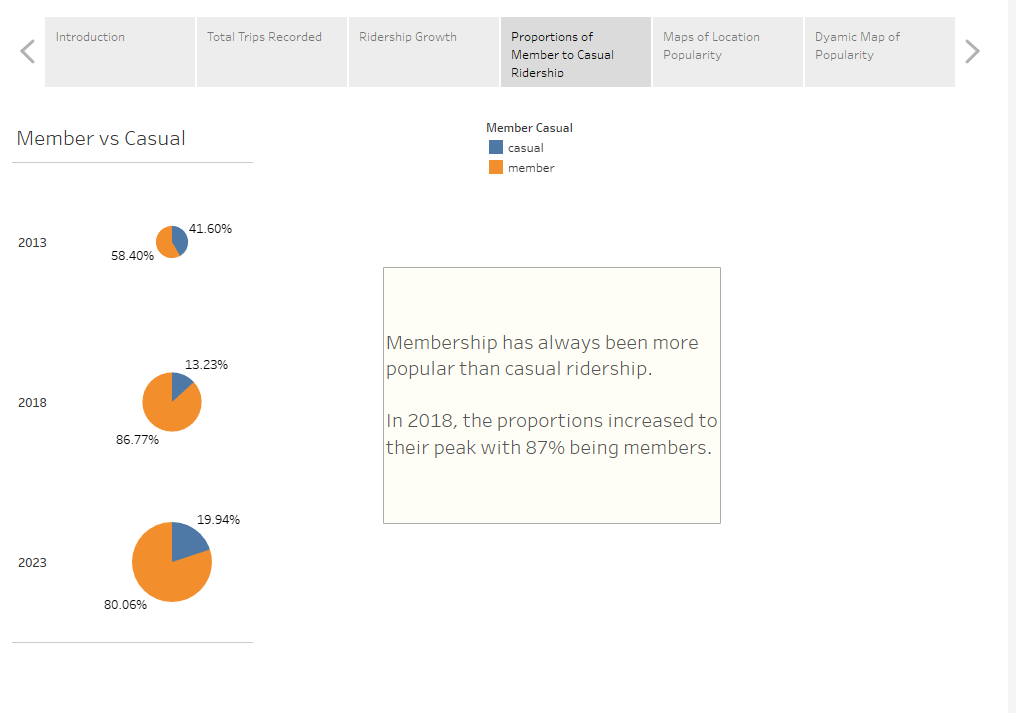 Introduction
Total Trips Recorded
Ridership Growth
Proportions of
Member to Casual
Ridership
Maps of Location
Popularity
Dyamic Map of
Popularity
Member vs Casual
Member Casual
casual
member
2013
41.60%
58.40%
2018
13.23%
86.77%
2023
19.94%
80.06%
Membership has always been more
popular than casual ridership.
In 2018, the proportions increased to
their peak with 87% being members.